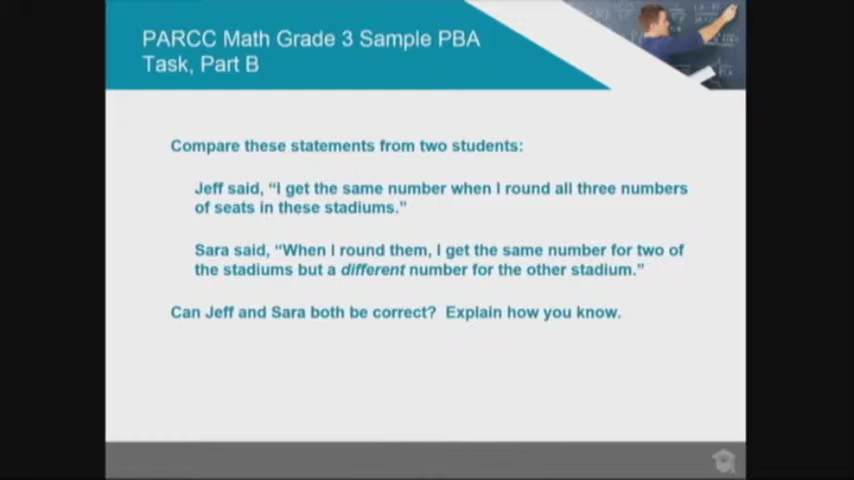 PARCC Math Grade 3 Sample PBA
Task, Part B
Compare these statements from two students:
Jeff said, “I get the same number when I round all three numbers
of seats in these stadiums.”
Sara said, “When I round them, I get the same number for two of
the stadiums but a different number for the other stadium.”
Can Jeff and Sara both be correct?  Explain how you know.